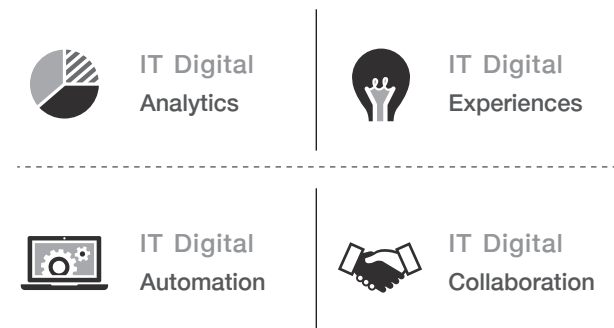 IT Digital
Analytics
IT Digital
Experiences
IT Digital
Automation
IT Digital
Collaboration